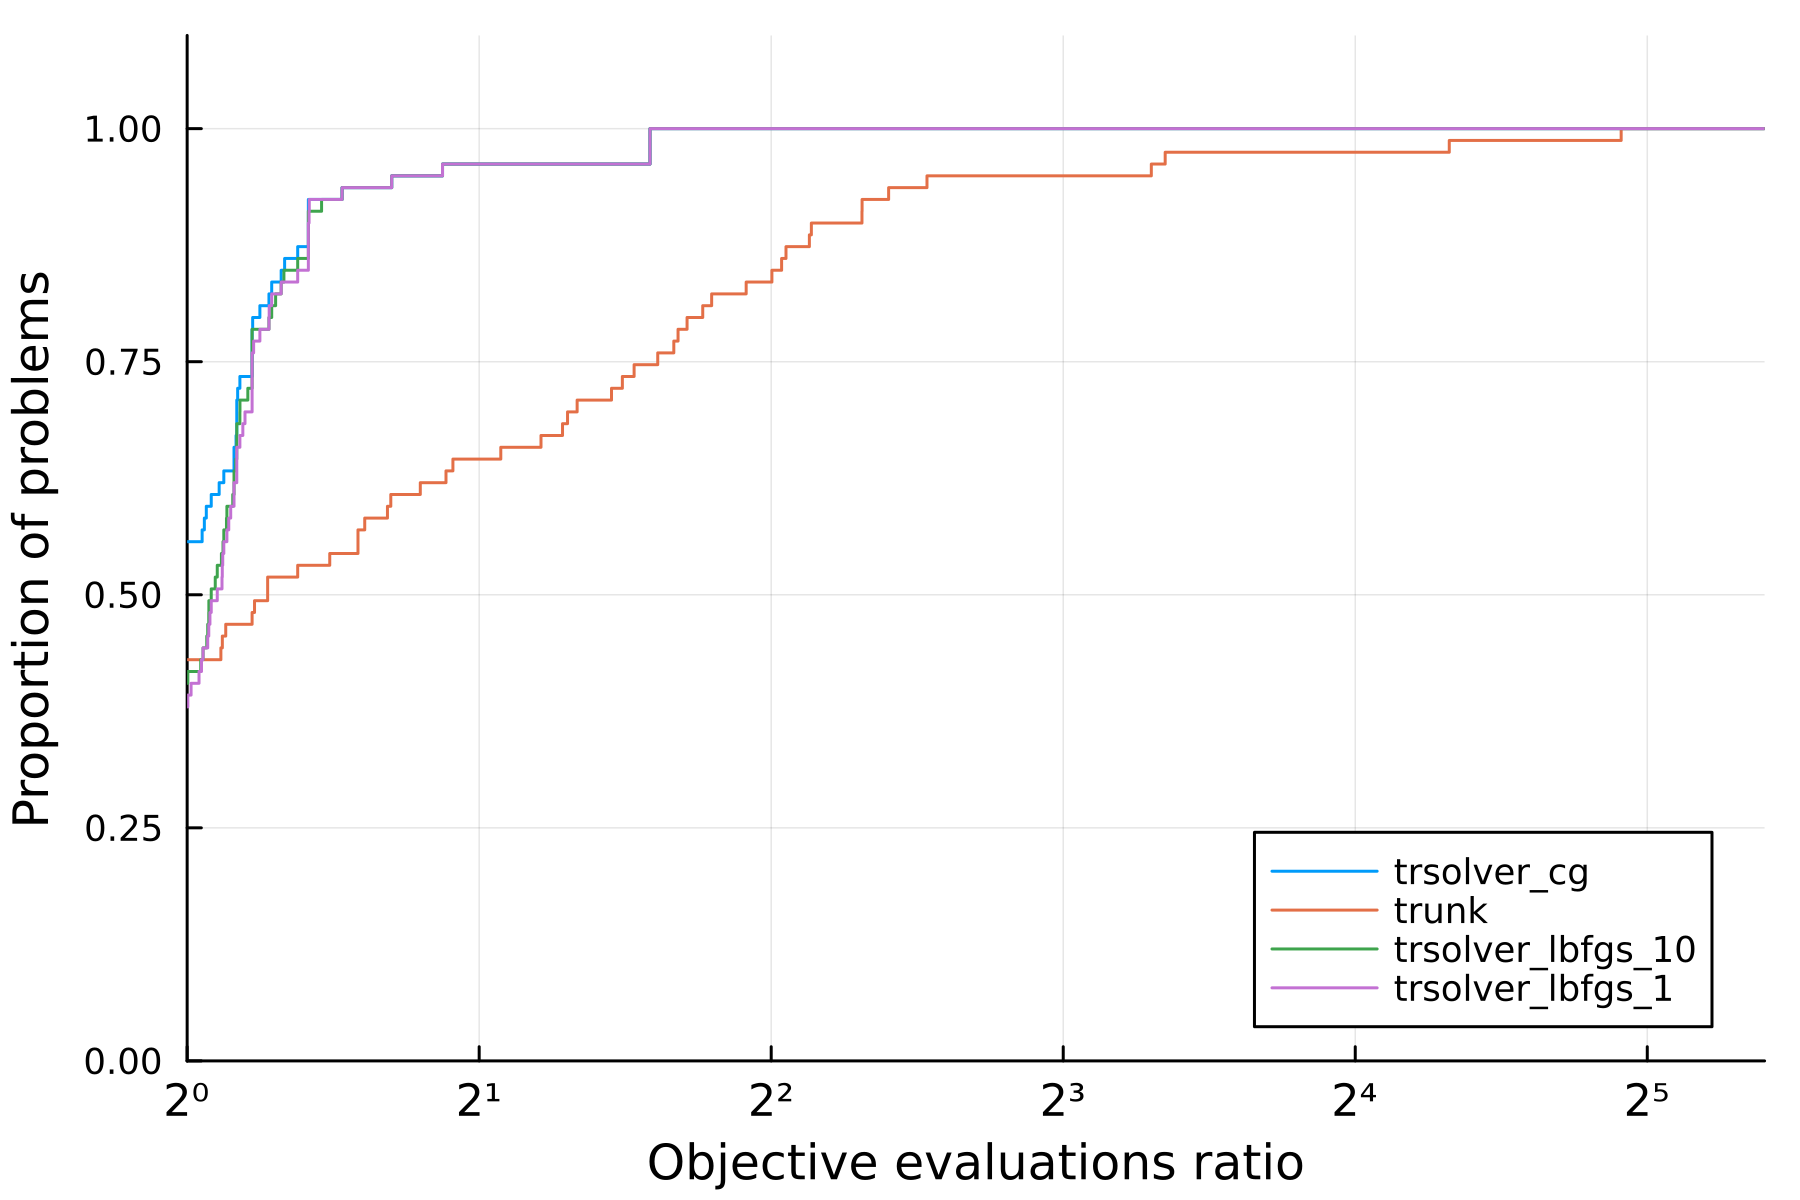 Proportion of problems
1.00
0.75
0.50
0.25
0.00
2⁰ 2¹ 2² 2³ 2⁴ 2⁵
Objective evaluations ratio
trsolver_cg
trunk
trsolver_lbfgs_10
trsolver_lbfgs_1